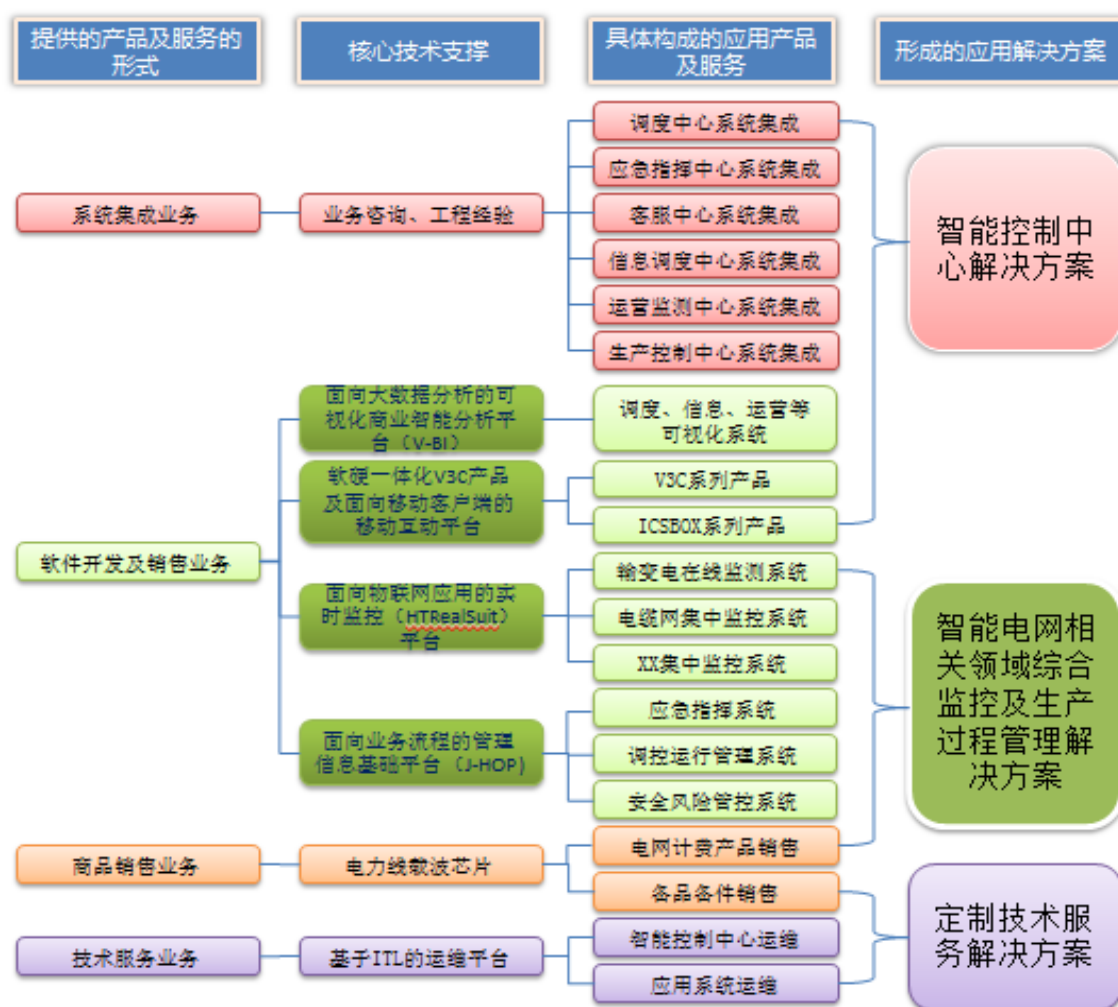 提供的产品及服务的
形式
核心技术支撑
具体构成的应用产品
及服务
形成的应用解决方案
系统集成业务
业务咨询、工程经验
调度中心系统集成
应急指挥中心系统集成
客服中心系统集成
信息调度中心系统集成
运营监测中心系统集成
生产控制中心系统集成
智能控制中
心解决方案
软件开发及销售业务
面向大数据分析的可
视化商业智能分析平
台（V-BI）
调度、信息、运营等
可视化系统
软硬一体化V3C产品
及面向移动客户端的
移动互动平台
V3C系列产品
ICSBOX系列产品
面向物联网应用的实
时监控（HTRealSuit）
平台
输变电在线监测系统
电缆网集中监控系统
XX集中监控系统
面向业务流程的管理
信息基础平台（J-HOP)
应急指挥系统
调控运行管理系统
安全风险管控系统
智能电网相
关领域综合
监控及生产
过程管理解
决方案
商品销售业务
电力线载波芯片
电网计费产品销售
备品备件销售
技术服务业务
基于ITL的运维平台
智能控制中心运维
应用系统运维
定制技术服
务解决方案